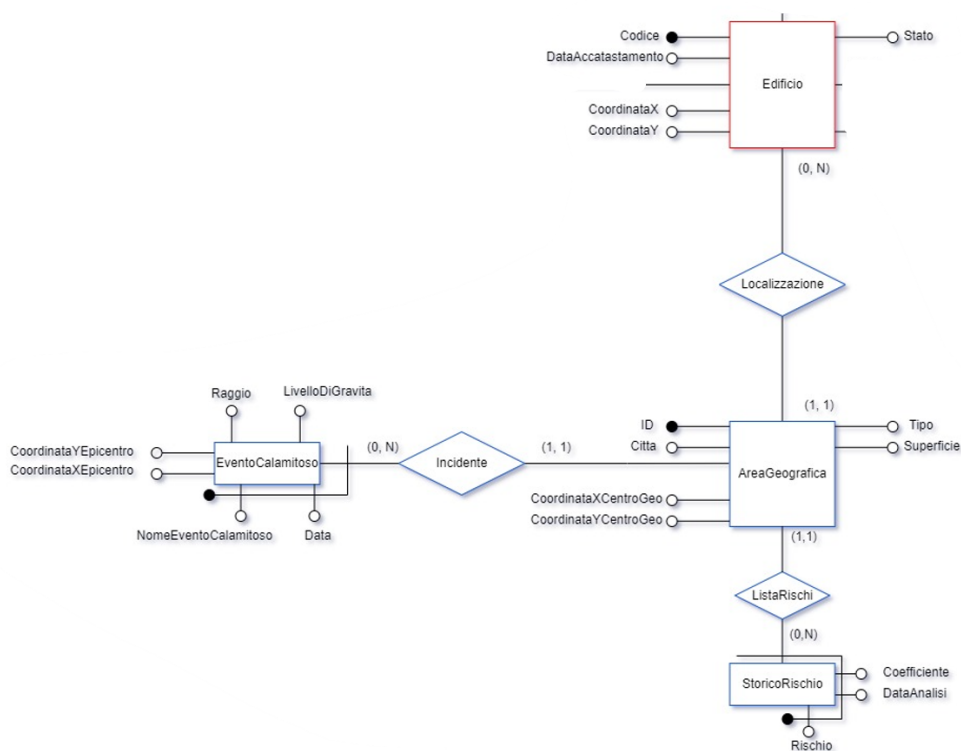 Codice
Stato
DataAccatastamento
Edificio
CoordinataX
CoordinataY
(0, N)
Localizzazione
Raggio
LivelloDiGravita
(1, 1)
ID
Tipo
CoordinataYEpicentro
(0, N)
(1, 1)
Citta
Superficie
CoordinataXEpicentro
EventoCalamitoso
Incidente
AreaGeografica
CoordinataXCentroGeo
CoordinataYCentroGeo
NomeEventoCalamitoso
Data
(1,1)
ListaRischi
(0,N)
Coefficiente
StoricoRischio
DataAnalisi
Rischio